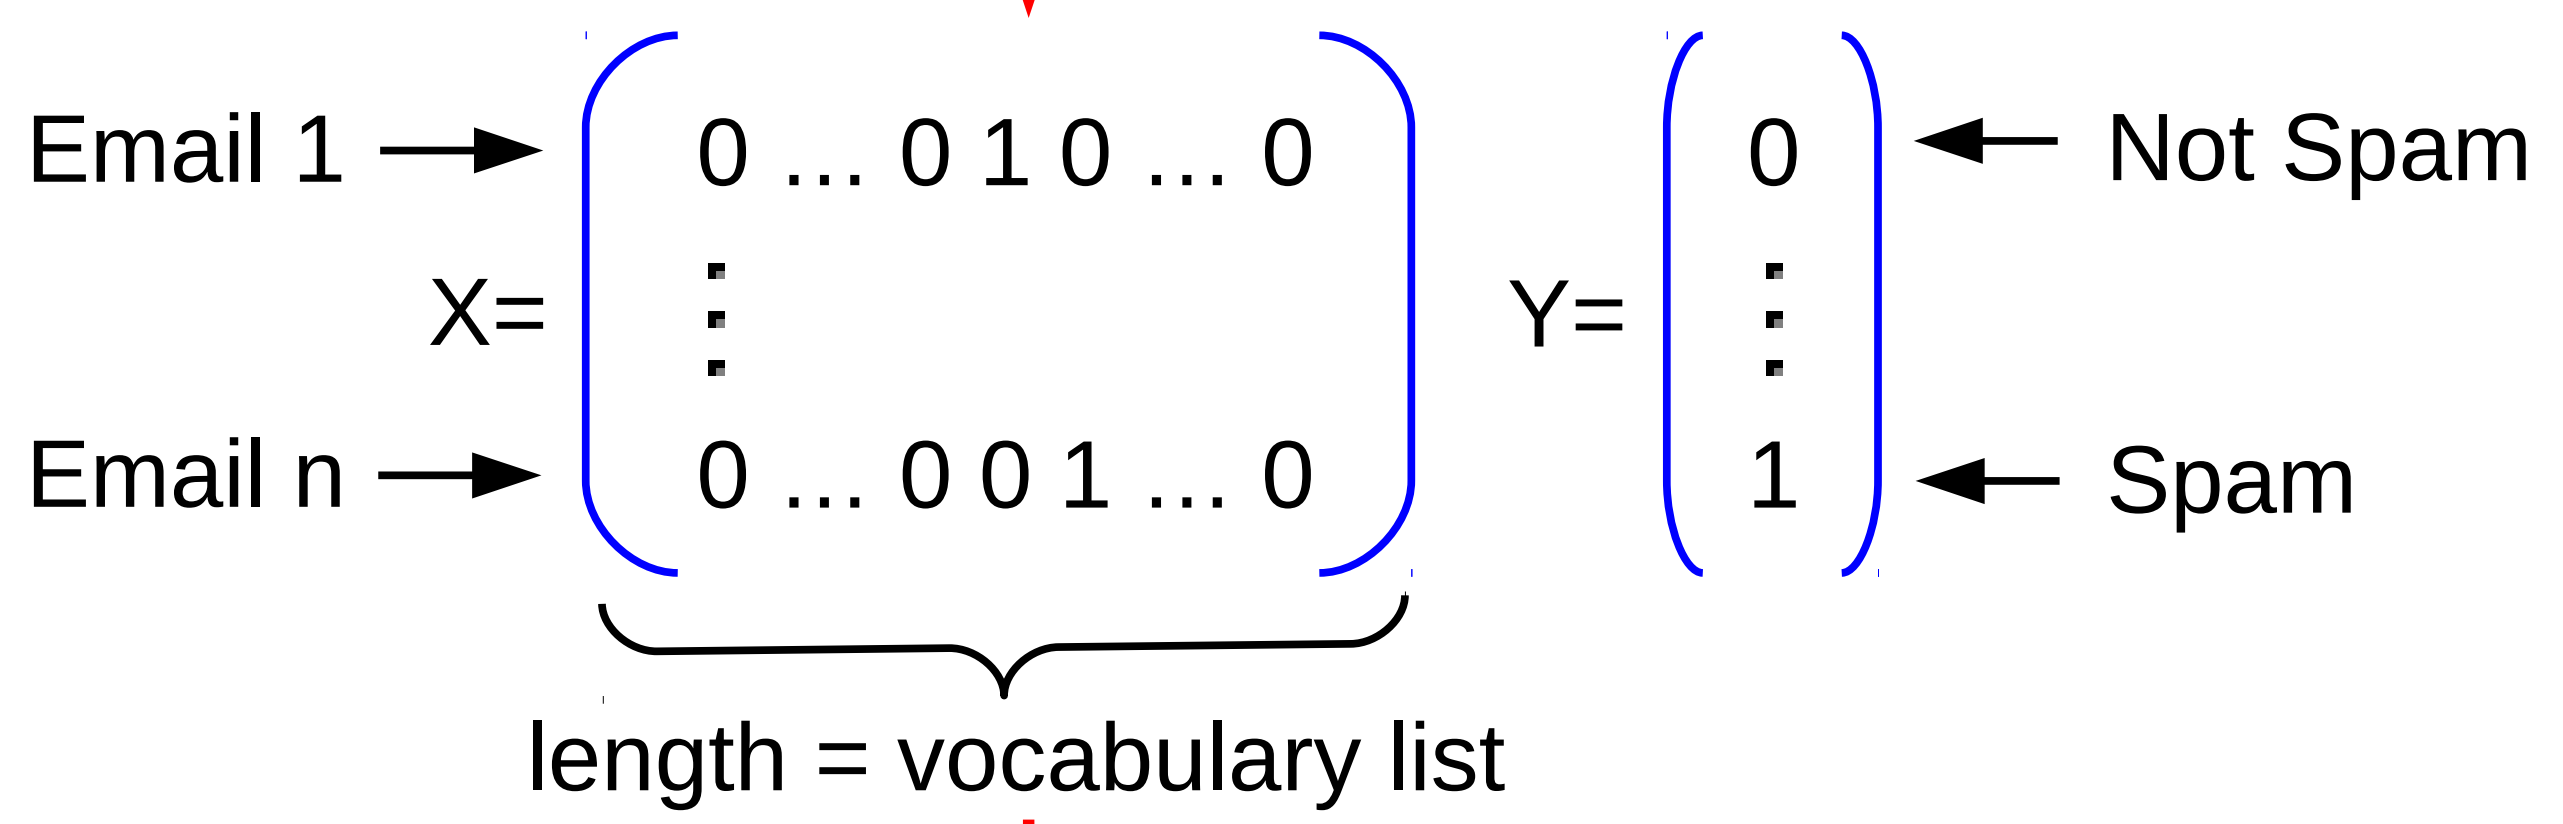 Email 1 0 ... 0 1 0 ... 0 0 Not Spam
X= Y=
Email n 0 ... 0 0 1 ... 0 1 Spam
length = vocabulary list